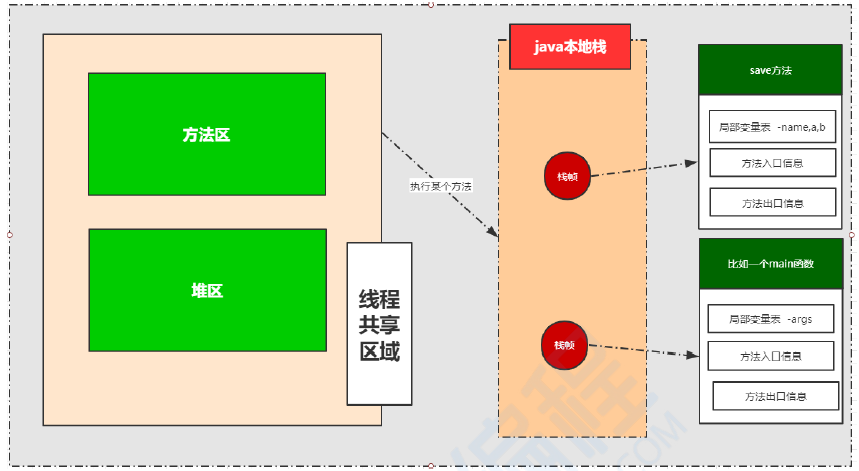 方法区
堆区
线程
共享
区域
执行某个方法
java本地栈
栈帧
栈帧
save方法
局部变量表 -name,a,b
方法入口信息
方法出口信息
比如一个main函数
局部变量表 -args
方法入口信息
方法出口信息
编程
.COM